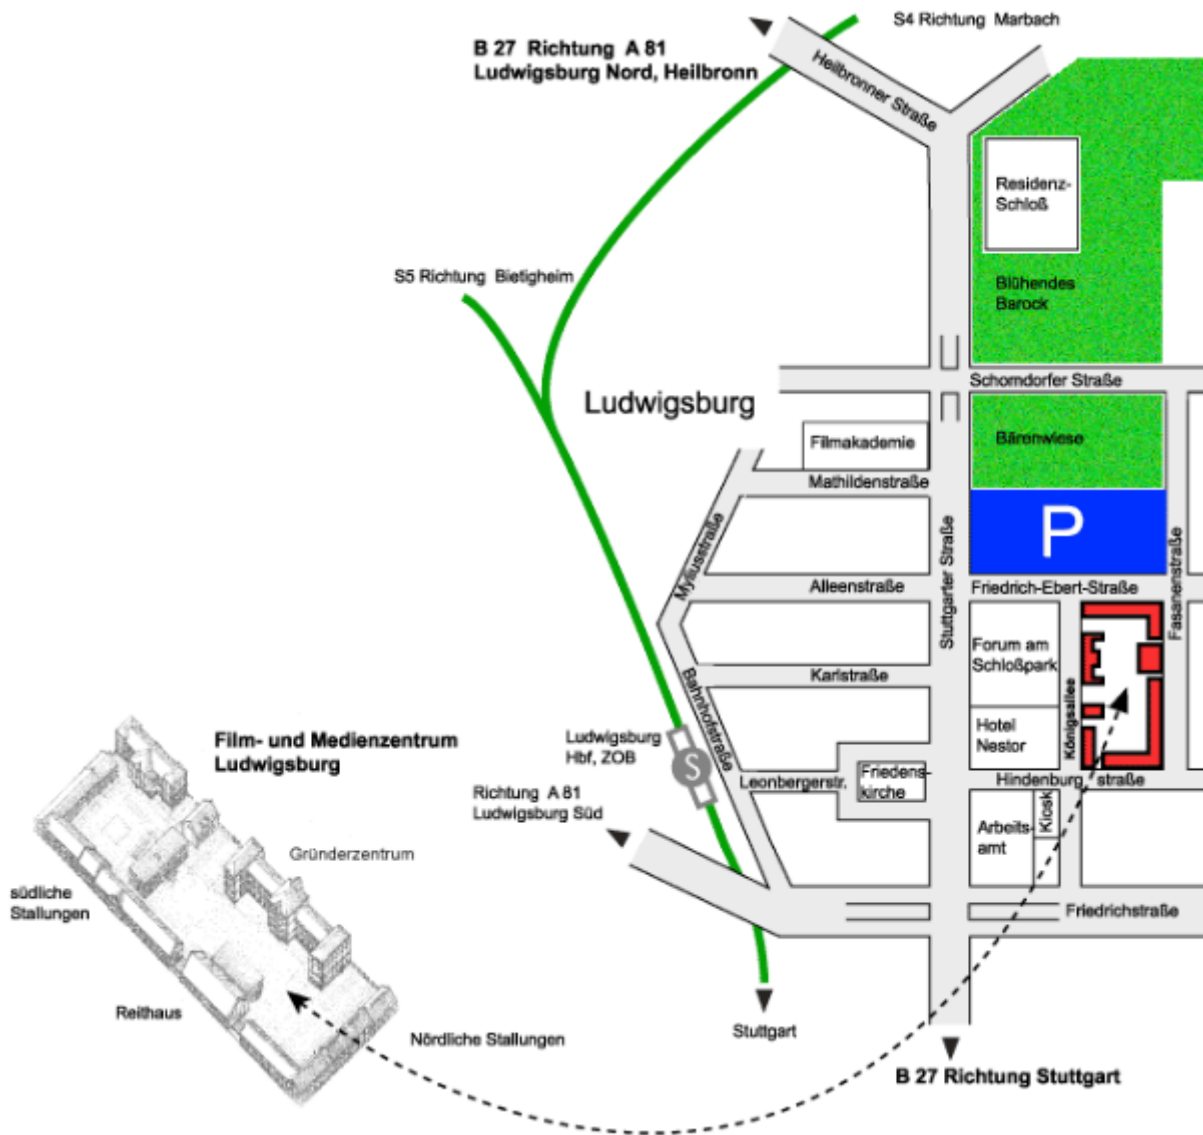 S4 Richtung Marbach
B 27 Richtung A 81
Ludwigsburg Nord, Heilbronn
Heilbronner Straße
Residenz-
Schloß
S5 Richtung Bietigheim
Blühendes
Barock
Schorndorfer Straße
Ludwigsburg
Filmakademie
Bärenwiese
Mathildenstraße
P
Myliusstraße
Stuttgarter Straße
Fasanenstraße
Alleenstraße
Friedrich-Ebert-Straße
Forum am
Schloßpark
Karlstraße
Bahnhofstraße
Königsallee
Hotel
Nestor
Film- und Medienzentrum
Ludwigsburg
Ludwigsburg
Hbf, ZOB
S
Leonbergerstr.
Friedens-
kirche
Hindenburg straße
Richtung A 81
Ludwigsburg Süd
Arbeits-
amt
Kiosk
Gründerzentrum
südliche
Stallungen
Friedrichstraße
Reithaus
Nördliche Stallungen
Stuttgart
B 27 Richtung Stuttgart